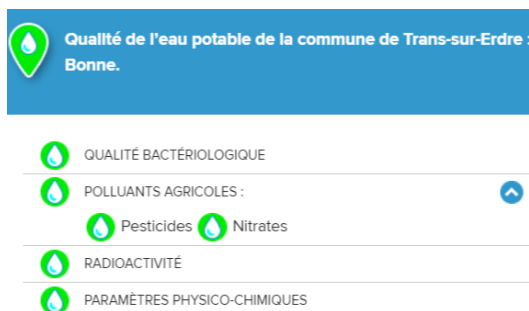 Qualité de l'eau potable de la commune de Trans-sur-Erdre :
Bonne.
QUALITÉ BACTÉRIOLOGIQUE
POLLUANTS AGRICOLES :
Pesticides Nitrates
RADIOACTIVITÉ
PARAMÈTRES PHYSICO-CHIMIQUES